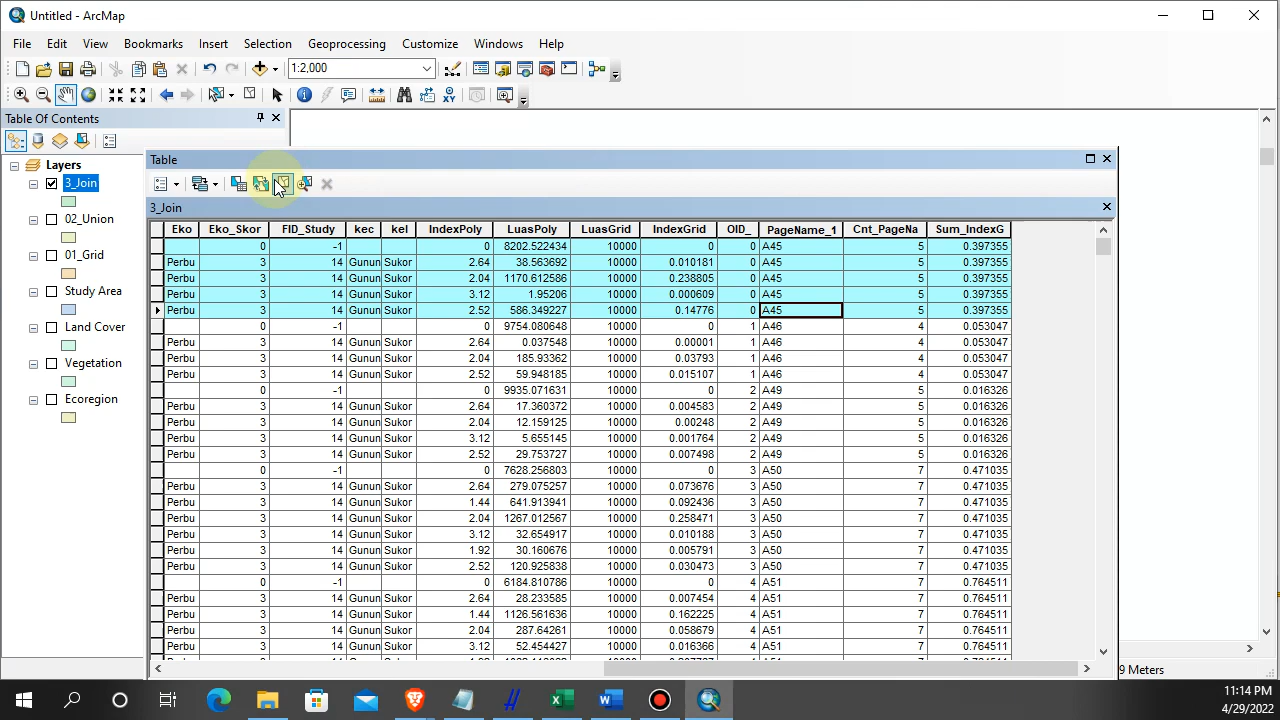 Untitled - ArcMap
File Edit View Bookmarks Insert Selection Geoprocessing Customize Windows Help
1:2,000
Table Of Contents
Layers
3_Join
02_Union
01_Grid
Study Area
Land Cover
Vegetation
Ecoregion
Table
3_Join
Eko Eko_Skor FID_Study kec kel IndexPoly LuasPoly LuasGrid IndexGrid OID_ PageName_1 Cnt_PageNa Sum_IndexG
0 -1 0 8202.522434 10000 0 0 A45 5 0.397355
Perbu 3 14 Gunun Sukor 2.64 38.563692 10000 0.010181 0 A45 5 0.397355
Perbu 3 14 Gunun Sukor 2.04 1170.612586 10000 0.238805 0 A45 5 0.397355
Perbu 3 14 Gunun Sukor 3.12 1.95206 10000 0.000609 0 A45 5 0.397355
Perbu 3 14 Gunun Sukor 2.52 586.349227 10000 0.14776 0 A45 5 0.397355
0 -1 0 9754.080648 10000 0 1 A46 4 0.053047
Perbu 3 14 Gunun Sukor 2.64 0.037548 10000 0.00001 1 A46 4 0.053047
Perbu 3 14 Gunun Sukor 2.04 185.93362 10000 0.03793 1 A46 4 0.053047
Perbu 3 14 Gunun Sukor 2.52 59.948185 10000 0.015107 1 A46 4 0.053047
0 -1 0 9935.071631 10000 0 2 A49 5 0.016326
Perbu 3 14 Gunun Sukor 2.64 17.360372 10000 0.004583 2 A49 5 0.016326
Perbu 3 14 Gunun Sukor 2.04 12.159125 10000 0.00248 2 A49 5 0.016326
Perbu 3 14 Gunun Sukor 3.12 5.655145 10000 0.001764 2 A49 5 0.016326
Perbu 3 14 Gunun Sukor 2.52 29.753727 10000 0.007498 2 A49 5 0.016326
0 -1 0 7628.256803 10000 0 3 A50 7 0.471035
Perbu 3 14 Gunun Sukor 2.64 279.075257 10000 0.073676 3 A50 7 0.471035
Perbu 3 14 Gunun Sukor 1.44 641.913941 10000 0.092436 3 A50 7 0.471035
Perbu 3 14 Gunun Sukor 2.04 1267.012567 10000 0.258471 3 A50 7 0.471035
Perbu 3 14 Gunun Sukor 3.12 32.654917 10000 0.010188 3 A50 7 0.471035
Perbu 3 14 Gunun Sukor 1.92 30.160676 10000 0.005791 3 A50 7 0.471035
Perbu 3 14 Gunun Sukor 2.52 120.925838 10000 0.030473 3 A50 7 0.471035
0 -1 0 6184.810786 10000 0 4 A51 7 0.764511
Perbu 3 14 Gunun Sukor 2.64 28.233585 10000 0.007454 4 A51 7 0.764511
Perbu 3 14 Gunun Sukor 1.44 1126.561636 10000 0.162225 4 A51 7 0.764511
Perbu 3 14 Gunun Sukor 2.04 287.64261 10000 0.058679 4 A51 7 0.764511
Perbu 3 14 Gunun Sukor 3.12 52.454427 10000 0.016366 4 A51 7 0.764511
9 Meters
11:14 PM
4/29/2022